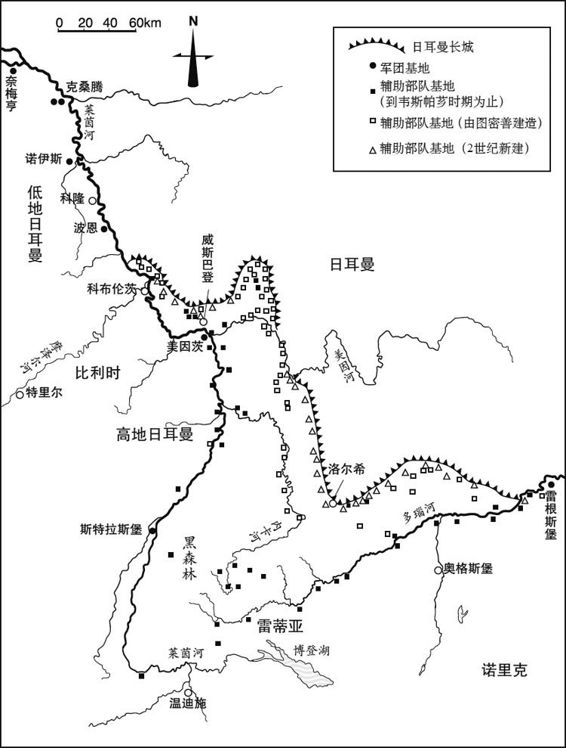 0 20 40 60km
N
日耳曼长城
军团基地
辅助部队基地
(到韦斯帕芗时期为止)
辅助部队基地(由图密善建造)
辅助部队基地(2世纪新建)
奈梅亨
克桑腾
莱茵河
诺伊斯
低地日耳曼
科隆
波恩
威斯巴登
日耳曼
科布伦茨
美因茨
摩泽尔河
比利时
特里尔
美因河
高地日耳曼
洛尔希
多瑙河
雷根斯堡
斯特拉斯堡
内卡河
黑森林
奥格斯堡
雷蒂亚
莱茵河
博登湖
诺里克
温迪施